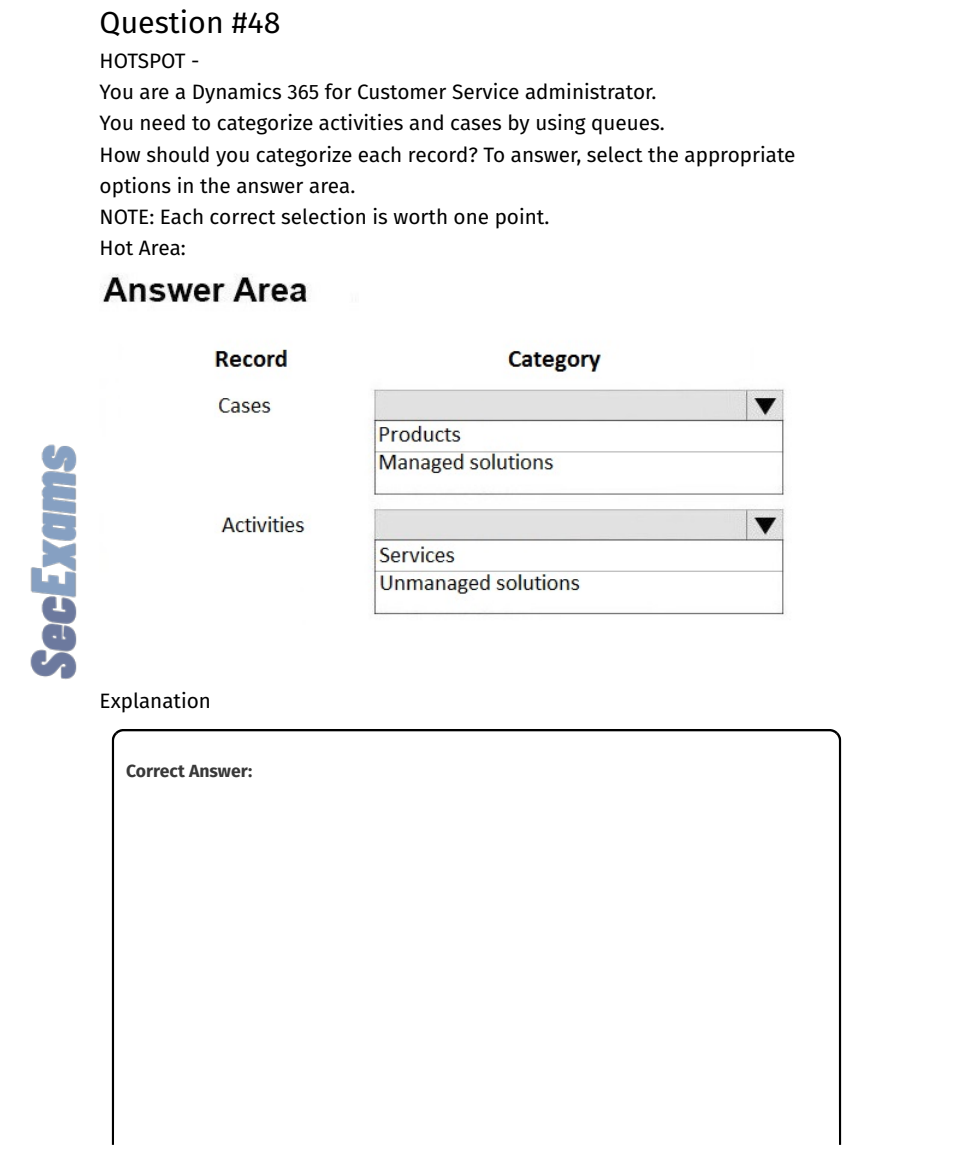 Question #48
HOTSPOT -
You are a Dynamics 365 for Customer Service administrator.
You need to categorize activities and cases by using queues.
How should you categorize each record? To answer, select the appropriate
options in the answer area.
NOTE: Each correct selection is worth one point.
Hot Area:
Answer Area
Record Category
Cases
Products
Managed solutions
Activities
Services
Unmanaged solutions
SecExams
Explanation
Correct Answer: